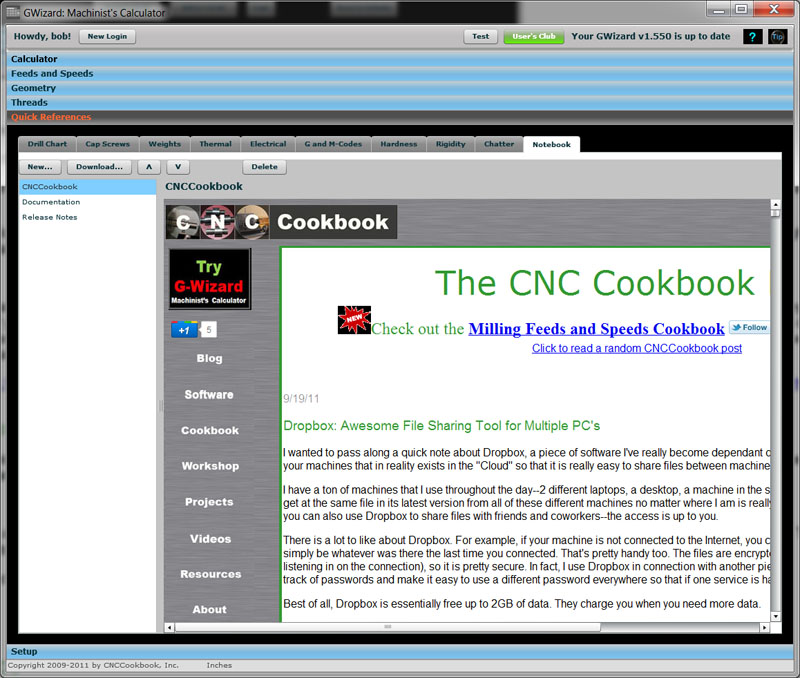 GWizard: Machinist's Calculator
Howdy, bob! New Login Test User's Club Your GWizard v1.550 is up to date ? Tip
Calculator
Feeds and Speeds
Geometry
Threads
Quick References
Drill Chart Cap Screws Weights Thermal Electrical G and M-Codes Hardness Rigidity Chatter Notebook
New... Download... Λ V Delete
CNCCookbook
Documentation
Release Notes
CNCCookbook
CNC Cookbook
Try
G-Wizard
Machinist's Calculator
+1 5
Blog
Software
Cookbook
Workshop
Projects
Videos
Resources
About
The CNC Cookbook
NEW Check out the Milling Feeds and Speeds Cookbook Follow
Click to read a random CNCCookbook post
9/19/11
Dropbox: Awesome File Sharing Tool for Multiple PC's
I wanted to pass along a quick note about Dropbox, a piece of software I've really become dependant
your machines that in reality exists in the "Cloud" so that it is really easy to share files between machine
I have a ton of machines that I use throughout the day--2 different laptops, a desktop, a machine in the s
get at the same file in its latest version from all of these different machines no matter where I am is reall
you can also use Dropbox to share files with friends and coworkers--the access is up to you.
There is a lot to like about Dropbox. For example, if your machine is not connected to the Internet, you c
simply be whatever was there the last time you connected. That's pretty handy too. The files are encrypt
listening in on the connection), so it is pretty secure. In fact, I use Dropbox in connection with another pie
track of passwords and make it easy to use a different password everywhere so that if one service is ha
Best of all, Dropbox is essentially free up to 2GB of data. They charge you when you need more data.
Setup
Copyright 2009-2011 by CNCCookbook, Inc. Inches